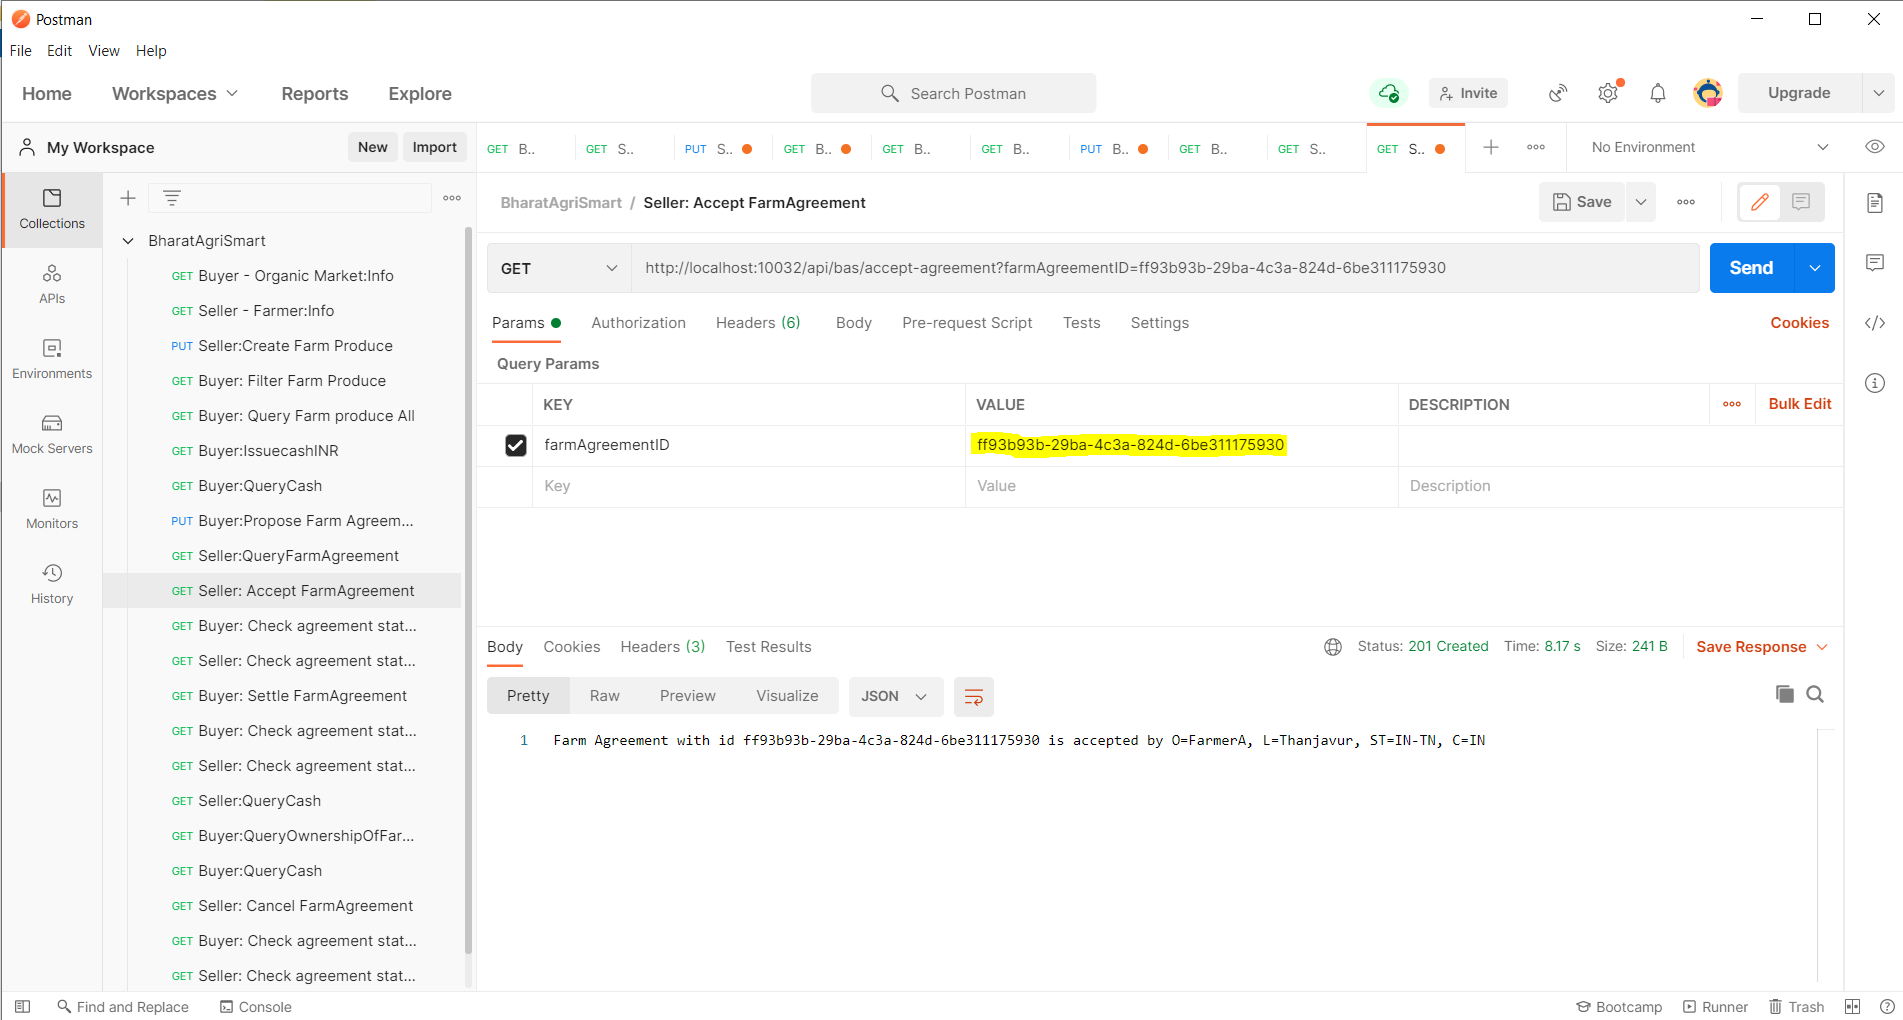 Postman
File Edit View Help
Home Workspaces Reports Explore
Search Postman
Invite
Upgrade
My Workspace
New
Import
GET B..
GET S..
PUT S..
GET B..
GET B..
GET B..
PUT B..
GET B..
GET S..
GET S..
No Environment
Collections
APIs
Environments
Mock Servers
Monitors
History
BharatAgriSmart
GET Buyer - Organic Market:Info
GET Seller - Farmer:Info
PUT Seller:Create Farm Produce
GET Buyer: Filter Farm Produce
GET Buyer: Query Farm produce All
GET Buyer:IssuecashINR
GET Buyer:QueryCash
PUT Buyer:Propose Farm Agreem...
GET Seller:QueryFarmAgreement
GET Seller: Accept FarmAgreement
GET Buyer: Check agreement stat...
GET Seller: Check agreement stat...
GET Buyer: Settle FarmAgreement
GET Buyer: Check agreement stat...
GET Seller: Check agreement stat...
GET Seller:QueryCash
GET Buyer:QueryOwnershipOfFar...
GET Buyer:QueryCash
GET Seller: Cancel FarmAgreement
GET Buyer: Check agreement stat...
GET Seller: Check agreement stat...
BharatAgriSmart / Seller: Accept FarmAgreement
Save
GET
http://localhost:10032/api/bas/accept-agreement?farmAgreementID=ff93b93b-29ba-4c3a-824d-6be311175930
Send
Params Authorization Headers (6) Body Pre-request Script Tests Settings
Cookies
Query Params
KEY VALUE DESCRIPTION
Bulk Edit
farmAgreementID ff93b93b-29ba-4c3a-824d-6be311175930
Key Value Description
Body Cookies Headers (3) Test Results
Status: 201 Created Time: 8.17 s Size: 241 B
Save Response
Pretty Raw Preview Visualize
JSON
1 Farm Agreement with id ff93b93b-29ba-4c3a-824d-6be311175930 is accepted by O=FarmerA, L=Thanjavur, ST=IN-TN, C=IN
Find and Replace
Console
Bootcamp
Runner
Trash